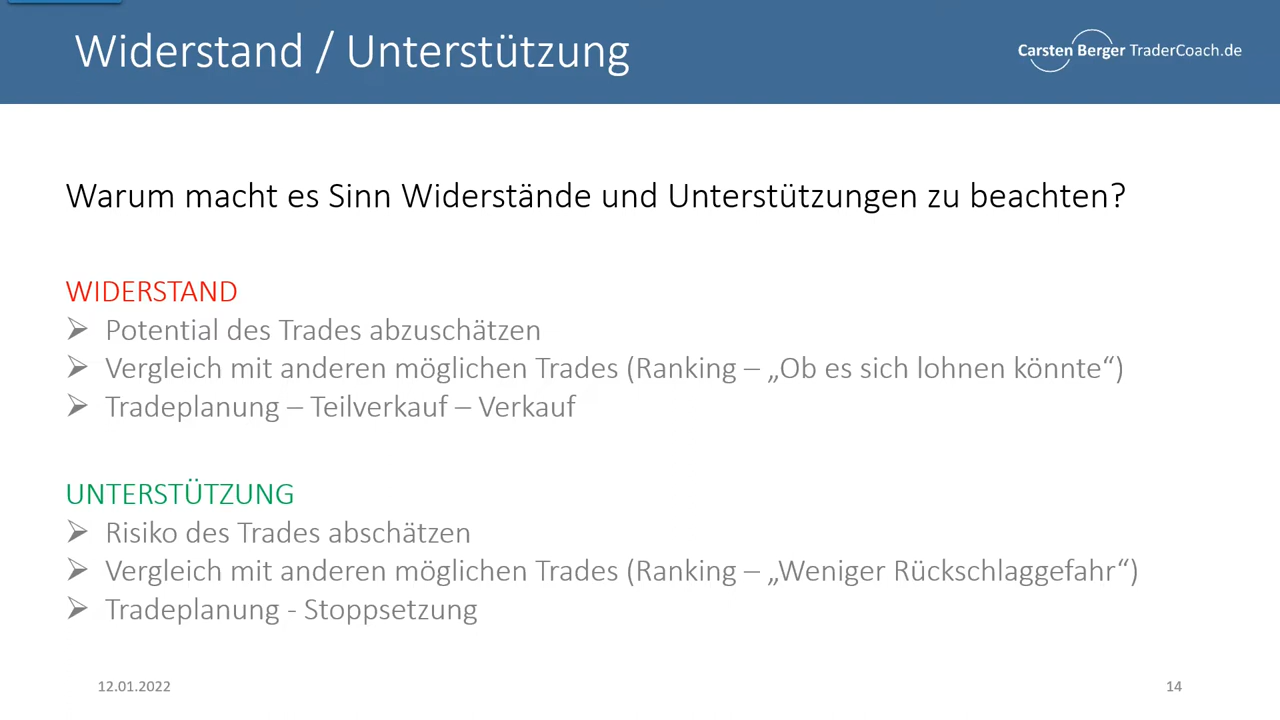 Widerstand / Unterstützung
Carsten Berger TraderCoach.de
Warum macht es Sinn Widerstände und Unterstützungen zu beachten?
WIDERSTAND
➢ Potential des Trades abzuschätzen
➢ Vergleich mit anderen möglichen Trades (Ranking – „Ob es sich lohnen könnte“)
➢ Tradeplanung – Teilverkauf – Verkauf
UNTERSTÜTZUNG
➢ Risiko des Trades abschätzen
➢ Vergleich mit anderen möglichen Trades (Ranking – „Weniger Rückschlaggefahr“)
➢ Tradeplanung - Stoppsetzung
12.01.2022
14